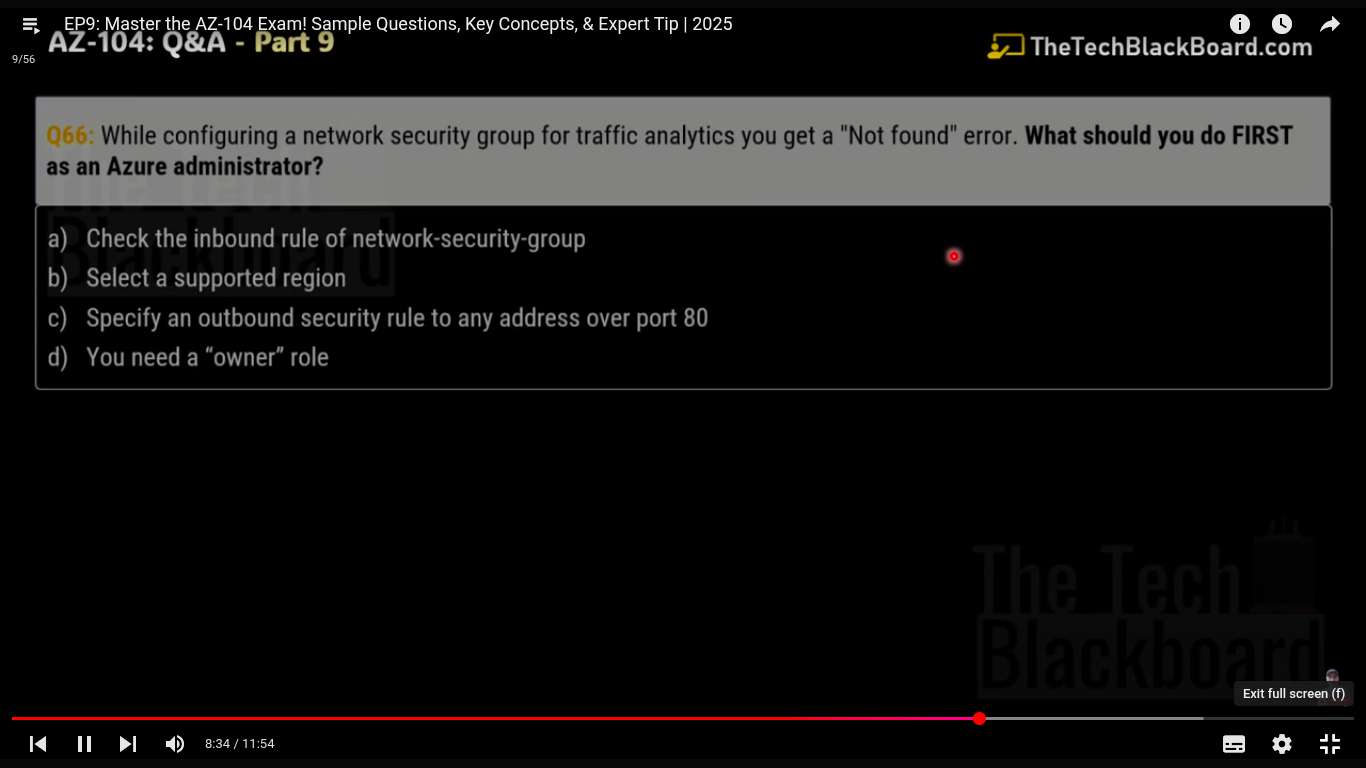 EP9: Master the AZ-104 Exam! Sample Questions, Key Concepts, & Expert Tip | 2025
9/56
AZ-104: Q&A - Part 9
TheTechBlackBoard.com
Q66: While configuring a network security group for traffic analytics you get a "Not found" error. What should you do FIRST
as an Azure administrator?
a) Check the inbound rule of network-security-group
b) Select a supported region
c) Specify an outbound security rule to any address over port 80
d) You need a “owner” role
The Tech
Blackboard
The Tech
Blackboard
Exit full screen (f)
8:34 / 11:54